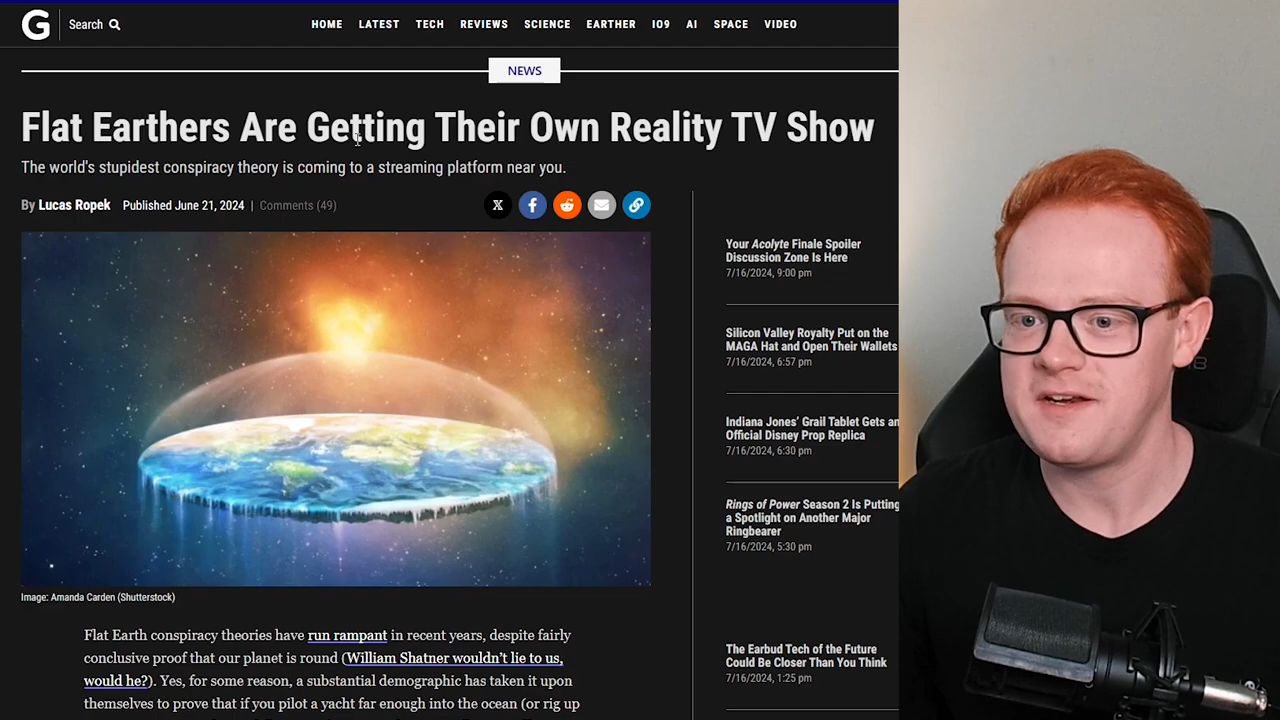 G
Search
HOME LATEST TECH REVIEWS SCIENCE EARTHER IO9 AI SPACE VIDEO
NEWS
Flat Earthers Are Getting Their Own Reality TV Show
The world's stupidest conspiracy theory is coming to a streaming platform near you.
By Lucas Ropek Published June 21, 2024 | Comments (49)
X
Image: Amanda Carden (Shutterstock)
Flat Earth conspiracy theories have run rampant in recent years, despite fairly
conclusive proof that our planet is round (William Shatner wouldn't lie to us,
would he?). Yes, for some reason, a substantial demographic has taken it upon
themselves to prove that if you pilot a yacht far enough into the ocean (or rig up
Your Acolyte Finale Spoiler
Discussion Zone Is Here
7/16/2024, 9:00 pm
Silicon Valley Royalty Put on the
MAGA Hat and Open Their Wallets
7/16/2024, 6:57 pm
Indiana Jones' Grail Tablet Gets an
Official Disney Prop Replica
7/16/2024, 6:30 pm
Rings of Power Season 2 Is Putting
a Spotlight on Another Major
Ringbearer
7/16/2024, 5:30 pm
The Earbud Tech of the Future
Could Be Closer Than You Think
7/16/2024, 1:25 pm